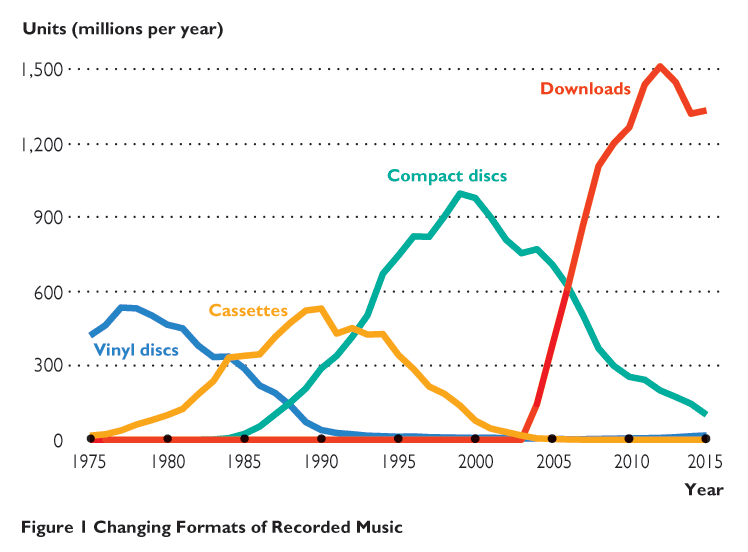 Units (millions per year)
1,500
Downloads
1,200
Compact discs
900
600
Cassettes
Vinyl discs
300
0
1975 1980 1985 1990 1995 2000 2005 2010 2015
Year
Figure 1 Changing Formats of Recorded Music